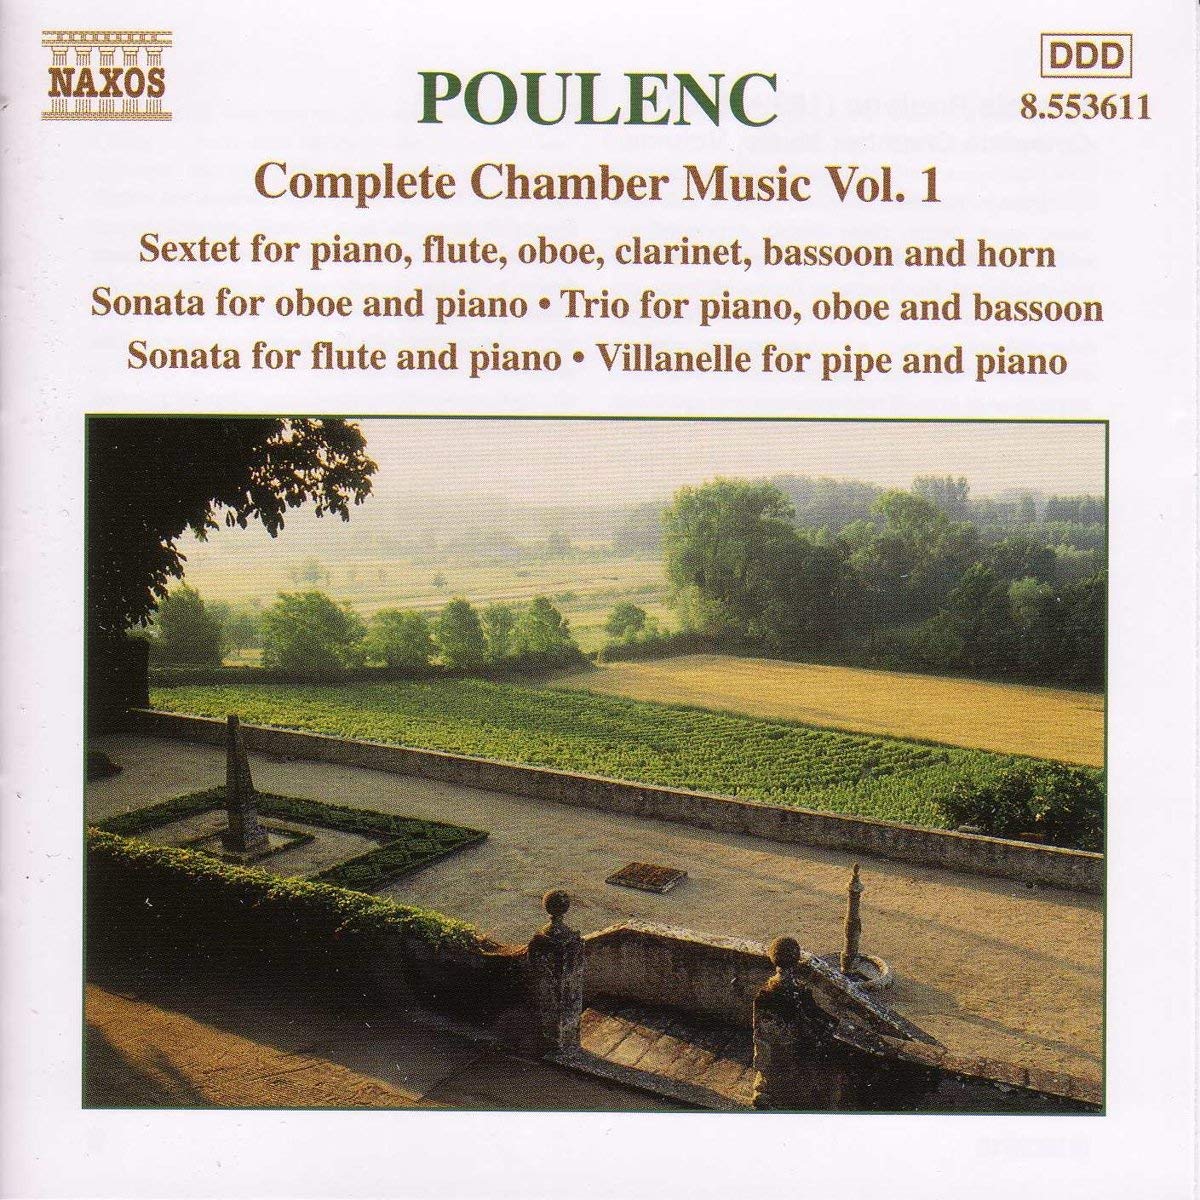 NAXOS
DDD
8.553611
POULENC
Complete Chamber Music Vol. 1
Sextet for piano, flute, oboe, clarinet, bassoon and horn
Sonata for oboe and piano • Trio for piano, oboe and bassoon
Sonata for flute and piano • Villanelle for pipe and piano